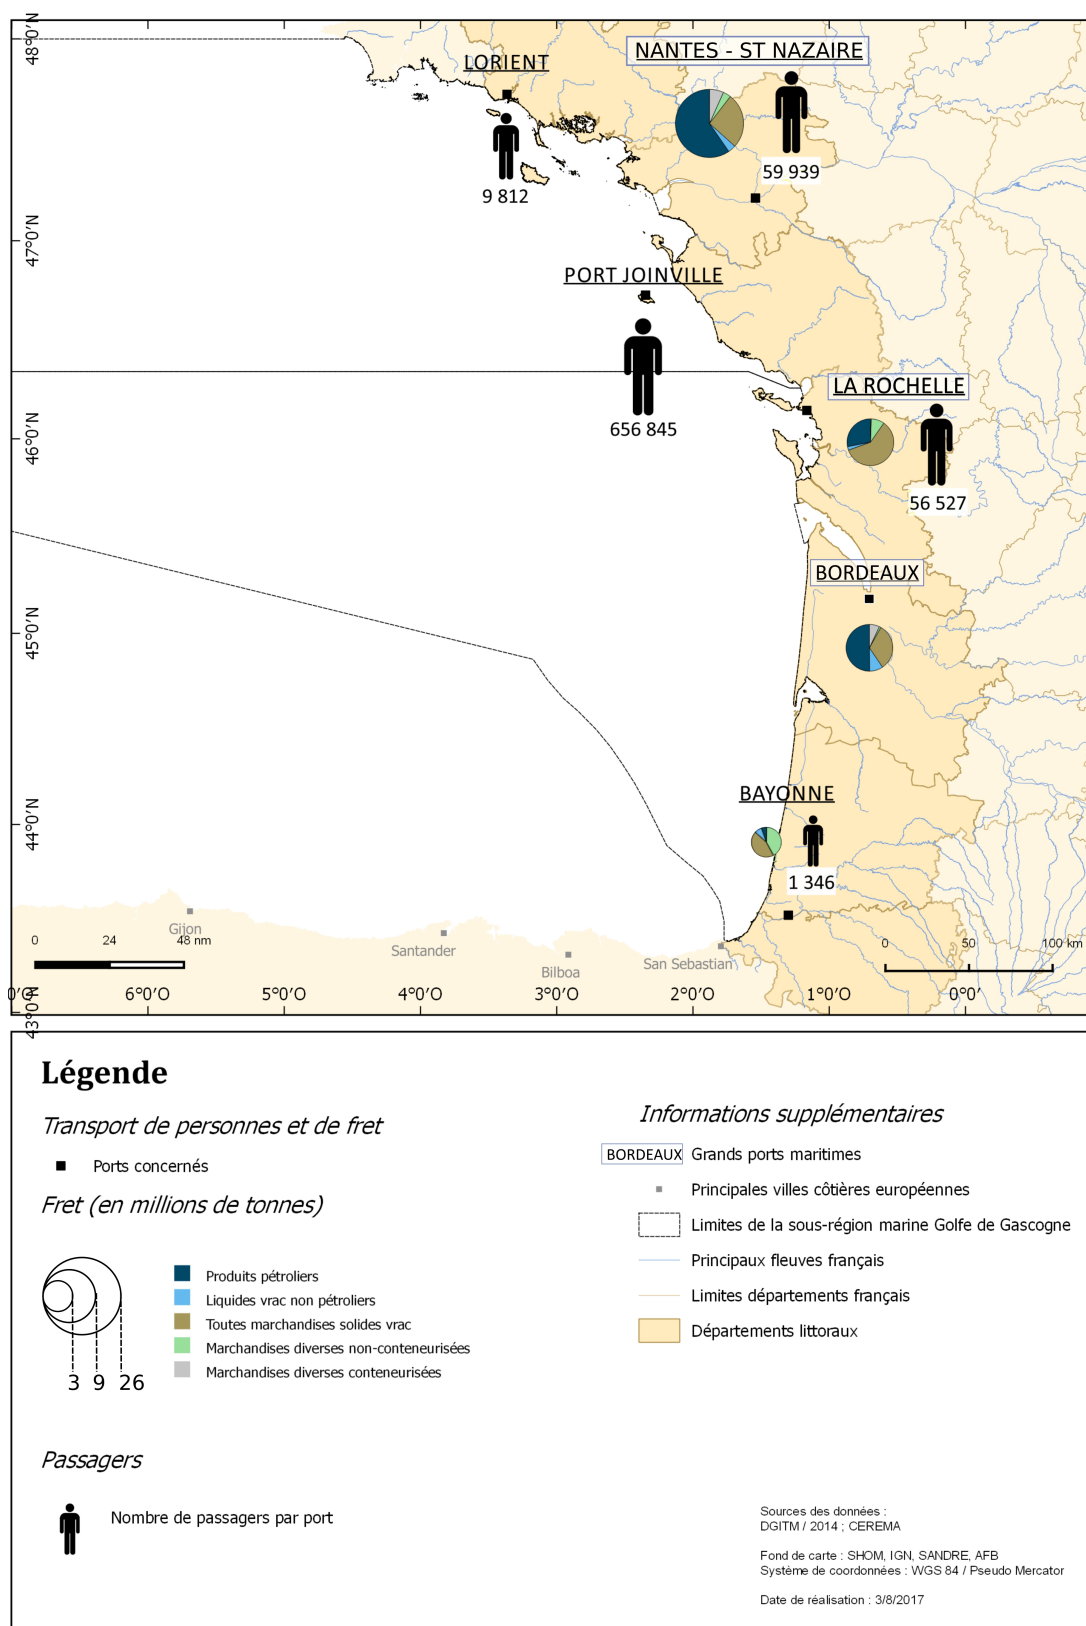 48°0'N
47°0'N
46°0'N
45°0'N
44°0'N
43°0'N
LORIENT
9 812
NANTES - ST NAZAIRE
59 939
PORT JOINVILLE
656 845
LA ROCHELLE
56 527
BORDEAUX
BAYONNE
1 346
Gijon
Santander
Bilboa
San Sebastian
0 24 48 nm
0 50 100 km
0°0'O 6°0'O 5°0'O 4°0'O 3°0'O 2°0'O 1°0'O 0°0'
Légende
Transport de personnes et de fret
Ports concernés
Fret (en millions de tonnes)
3 9 26
Produits pétroliers
Liquides vrac non pétroliers
Toutes marchandises solides vrac
Marchandises diverses non-conteneurisées
Marchandises diverses conteneurisées
Passagers
Nombre de passagers par port
Informations supplémentaires
BORDEAUX Grands ports maritimes
Principales villes côtières européennes
Limites de la sous-région marine Golfe de Gascogne
Principaux fleuves français
Limites départements français
Départements littoraux
Sources des données :
DGITM / 2014 ; CEREMA
Fond de carte : SHOM, IGN, SANDRE, AFB
Système de coordonnées : WGS 84 / Pseudo Mercator
Date de réalisation : 3/8/2017